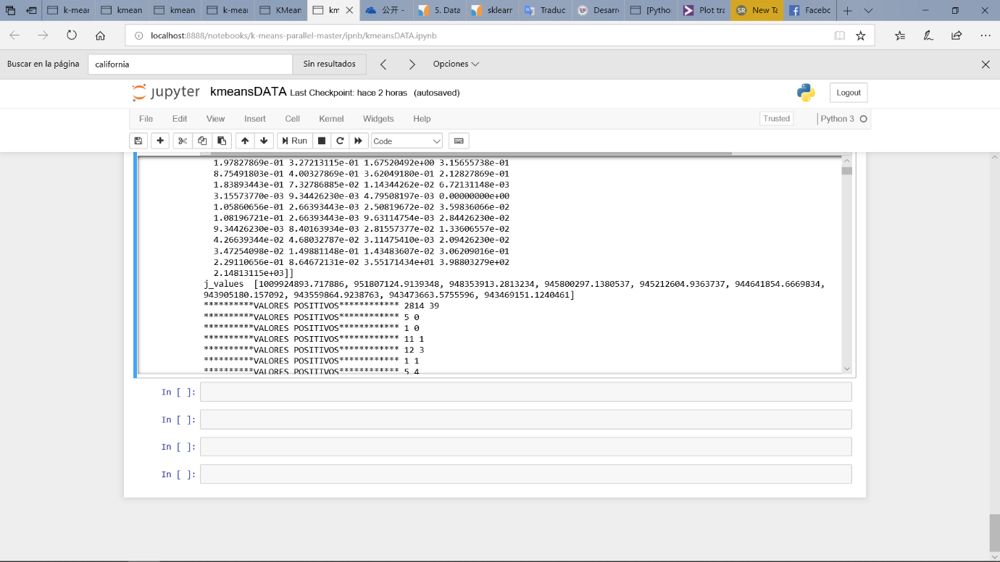 k-mean kmean kmean k-mean KMean km 公开 - 5. Data sklearn Traduc Desarro [Pytho Plot tra SR New Ta Facebo
localhost:8888/notebooks/k-means-parallel-master/ipnb/kmeansDATA.ipynb
Buscar en la página california Sin resultados Opciones
jupyter kmeansDATA Last Checkpoint: hace 2 horas (autosaved) Logout
File Edit View Insert Cell Kernel Widgets Help Trusted Python 3
Run Code
1.97827869e-01 3.27213115e-01 1.67520492e+00 3.15655738e-01
8.75491803e-01 4.00327869e-01 3.62049180e-01 2.12827869e-01
1.83893443e-01 7.32786885e-02 1.14344262e-02 6.72131148e-03
3.15573770e-03 9.34426230e-03 4.79508197e-03 0.00000000e+00
1.05860656e-01 2.66393443e-03 2.50819672e-02 3.59836066e-02
1.08196721e-01 2.66393443e-03 9.63114754e-03 2.84426230e-02
9.34426230e-03 8.40163934e-03 2.81557377e-02 1.33606557e-02
4.26639344e-02 4.68032787e-02 3.11475410e-03 2.09426230e-02
3.47254098e-02 1.49881148e-01 1.43483607e-02 3.06209016e-01
2.29110656e-01 8.64672131e-02 3.55171434e+01 3.98803279e+02
2.14813115e+03]]
j_values [1009924893.717886, 951807124.9139348, 948353913.2813234, 945800297.1380537, 945212604.9363737, 944641854.6669834,
943905180.157092, 943559864.9238763, 943473663.5755596, 943469151.1240461]
**********VALORES POSITIVOS************ 2814 39
**********VALORES POSITIVOS************ 5 0
**********VALORES POSITIVOS************ 1 0
**********VALORES POSITIVOS************ 11 1
**********VALORES POSITIVOS************ 12 3
**********VALORES POSITIVOS************ 1 1
**********VALORES POSITIVOS************ 5 4
In [ ]:
In [ ]:
In [ ]:
In [ ]: